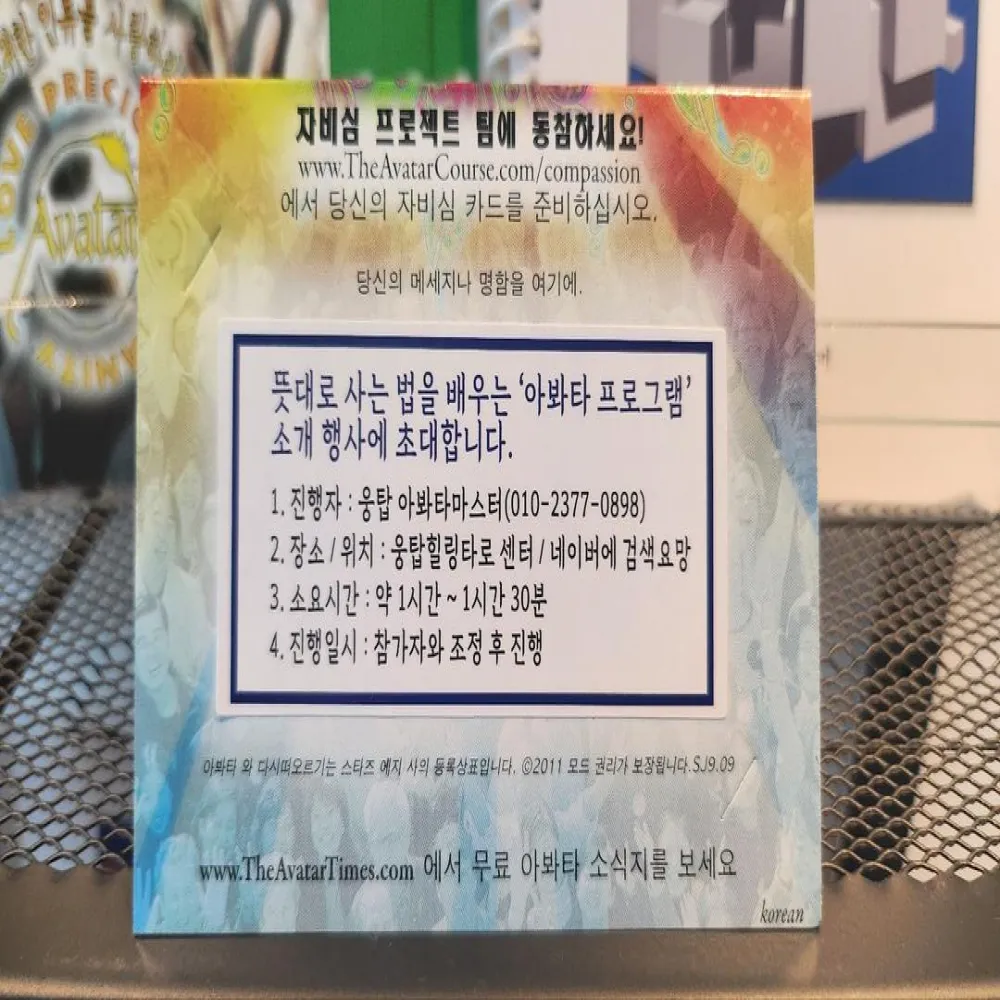 자비심 프로젝트 팀에 동참하세요!
www.TheAvatarCourse.com/compassion
에서 당신의 자비심 카드를 준비하십시오.
당신의 메세지나 명함을 여기에.
뜻대로 사는 법을 배우는 ‘아봐타 프로그램’
소개 행사에 초대합니다.
1. 진행자 : 웅탑 아봐타마스터(010-2377-0898)
2. 장소 / 위치 : 웅탑힐링타로 센터 / 네이버에 검색요망
3. 소요시간 : 약 1시간 ~ 1시간 30분
4. 진행일시 : 참가자와 조정 후 진행
아봐타 와 다시떠오르기는 스타즈 에지 사의 등록상표입니다. ©2011 모드 권리가 보장됩니다.SJ9.09
www.TheAvatarTimes.com 에서 무료 아봐타 소식지를 보세요
korean
LOVE PRECIOUS
Avatar